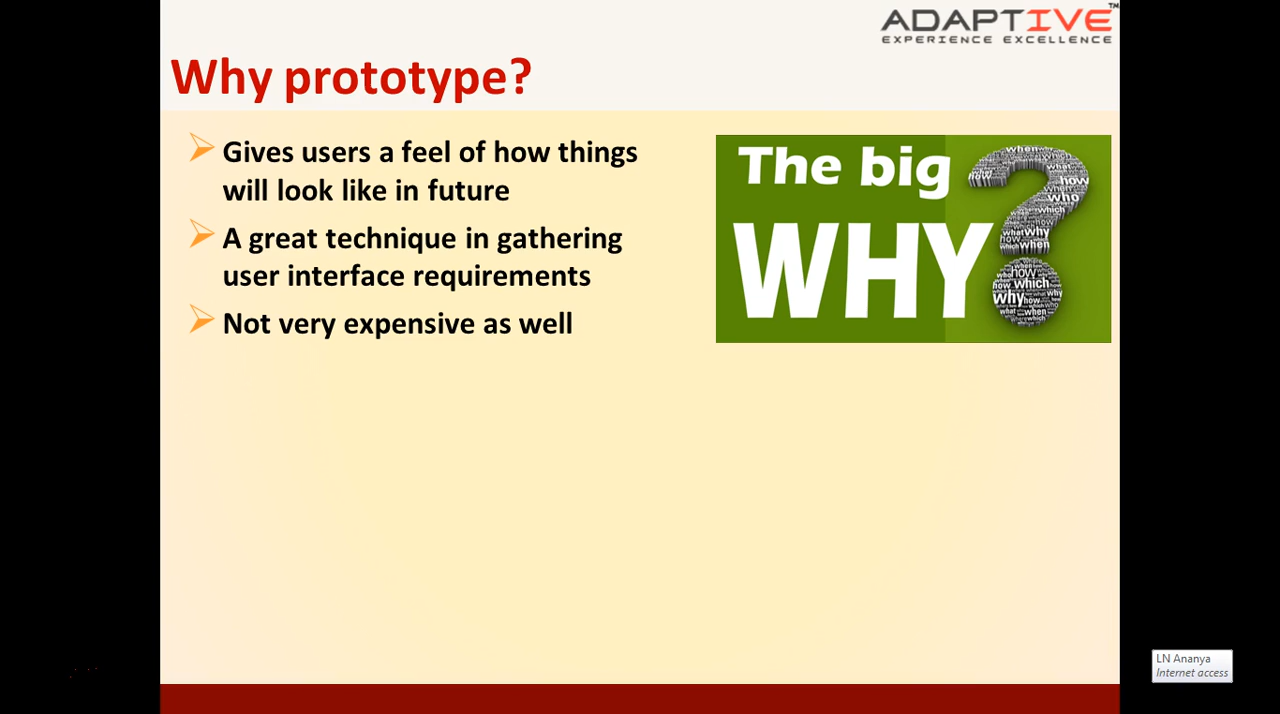 ADAPTIVE™
EXPERIENCE EXCELLENCE
Why prototype?
Gives users a feel of how things
will look like in future
A great technique in gathering
user interface requirements
Not very expensive as well
The big
WHY
LN Ananya
Internet access